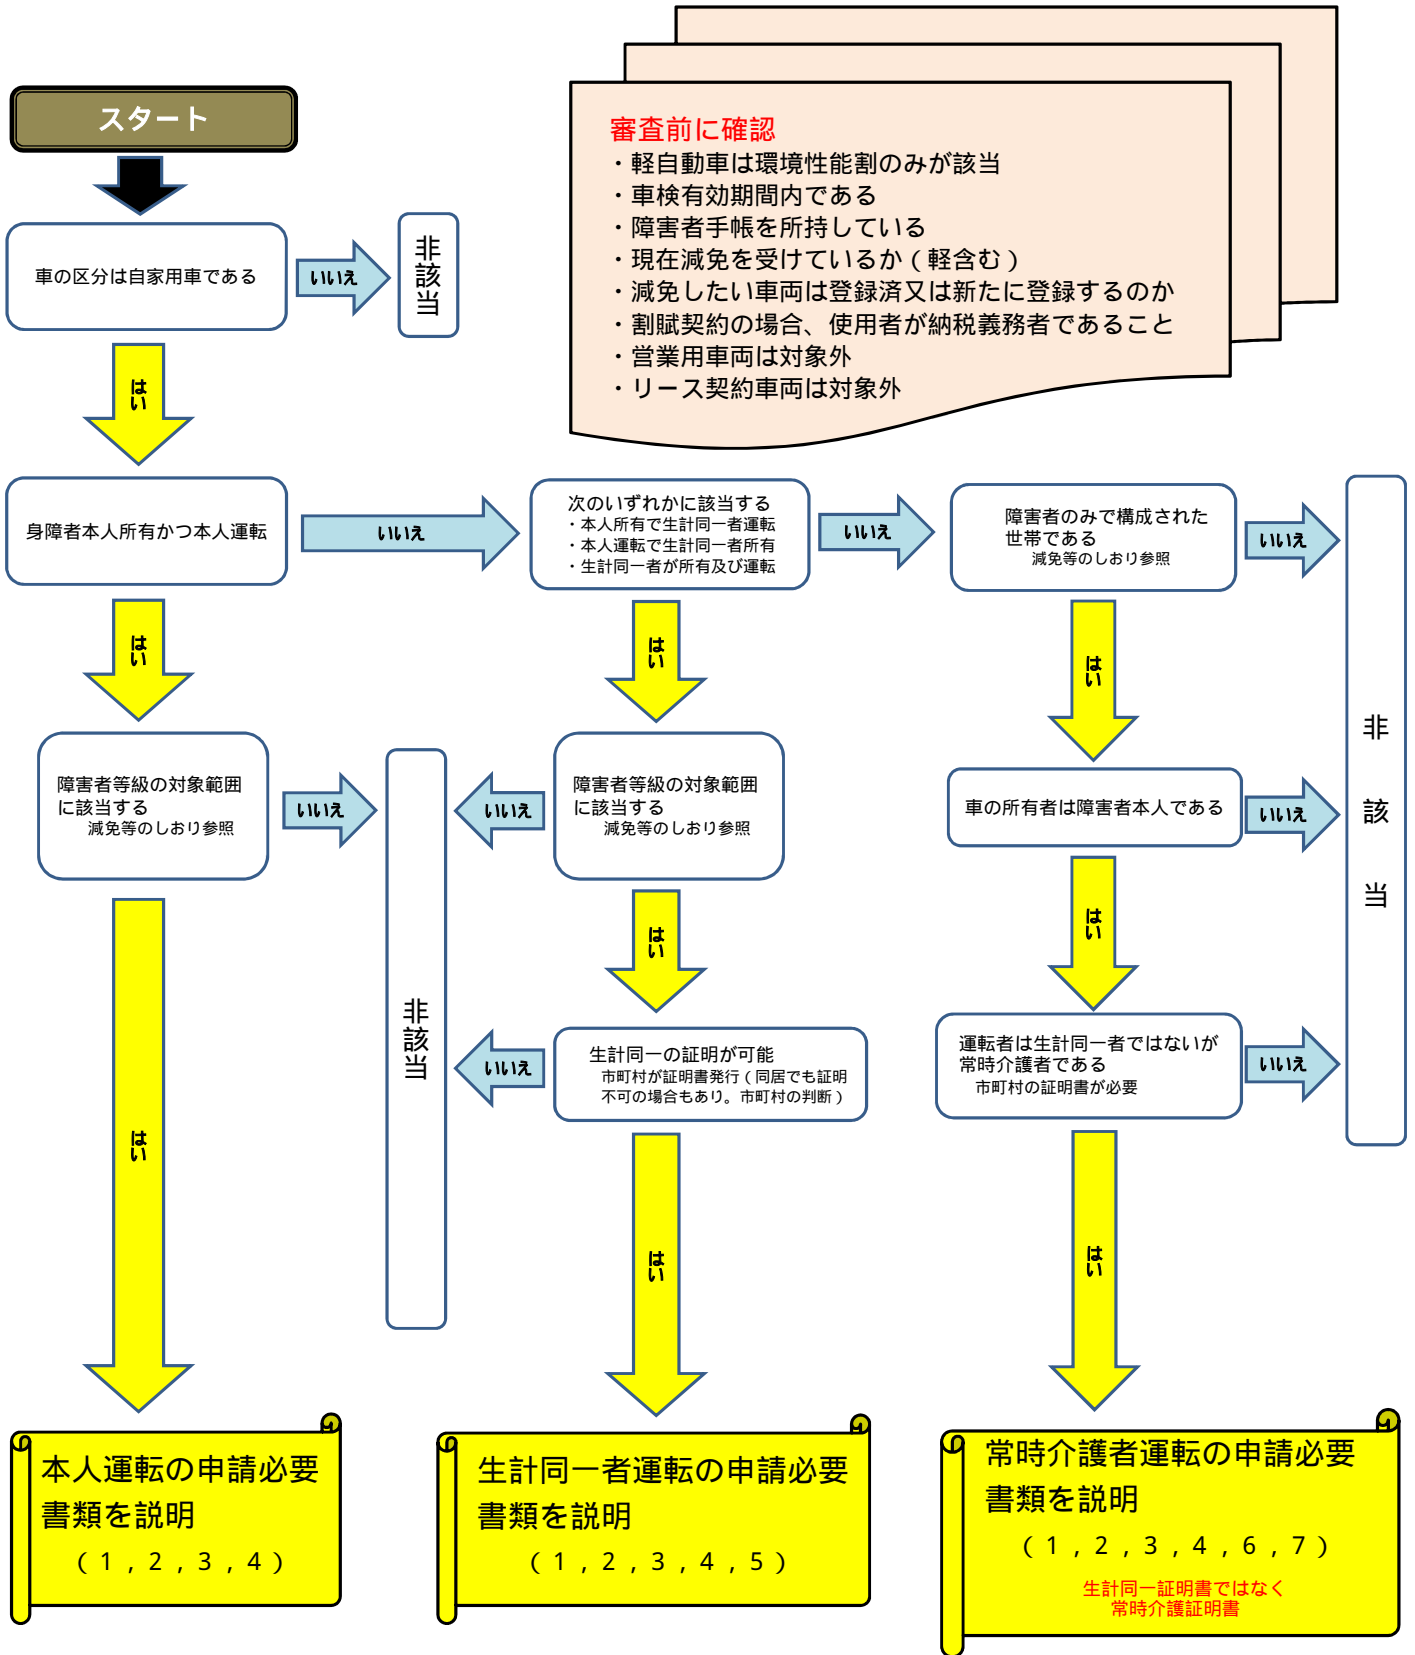 スタート
審査前に確認
・軽自動車は環境性能割のみが該当
・車検有効期間内である
・障害者手帳を所持している
・現在減免を受けているか（軽含む）
・減免したい車両は登録済又は新たに登録するのか
・割賦契約の場合、使用者が納税義務者であること
・営業用車両は対象外
・リース契約車両は対象外
車の区分は自家用車である
いいえ
非該当
はい
身障者本人所有かつ本人運転
いいえ
次のいずれかに該当する
・本人所有で生計同一者運転
・本人運転で生計同一者所有
・生計同一者が所有及び運転
いいえ
障害者のみで構成された
世帯である
減免等のしおり参照
いいえ
非該当
はい
はい
はい
障害者等級の対象範囲
に該当する
減免等のしおり参照
いいえ
非該当
いいえ
障害者等級の対象範囲
に該当する
減免等のしおり参照
車の所有者は障害者本人である
いいえ
はい
はい
いいえ
生計同一の証明が可能
市町村が証明書発行（同居でも証明
不可の場合もあり。市町村の判断）
運転者は生計同一者ではないが
常時介護者である
市町村の証明書が必要
いいえ
はい
はい
はい
本人運転の申請必要
書類を説明
（１，２，３，４）
生計同一者運転の申請必要
書類を説明
（１，２，３，４，５）
常時介護者運転の申請必要
書類を説明
（１，２，３，４，６，７）
生計同一証明書ではなく
常時介護証明書